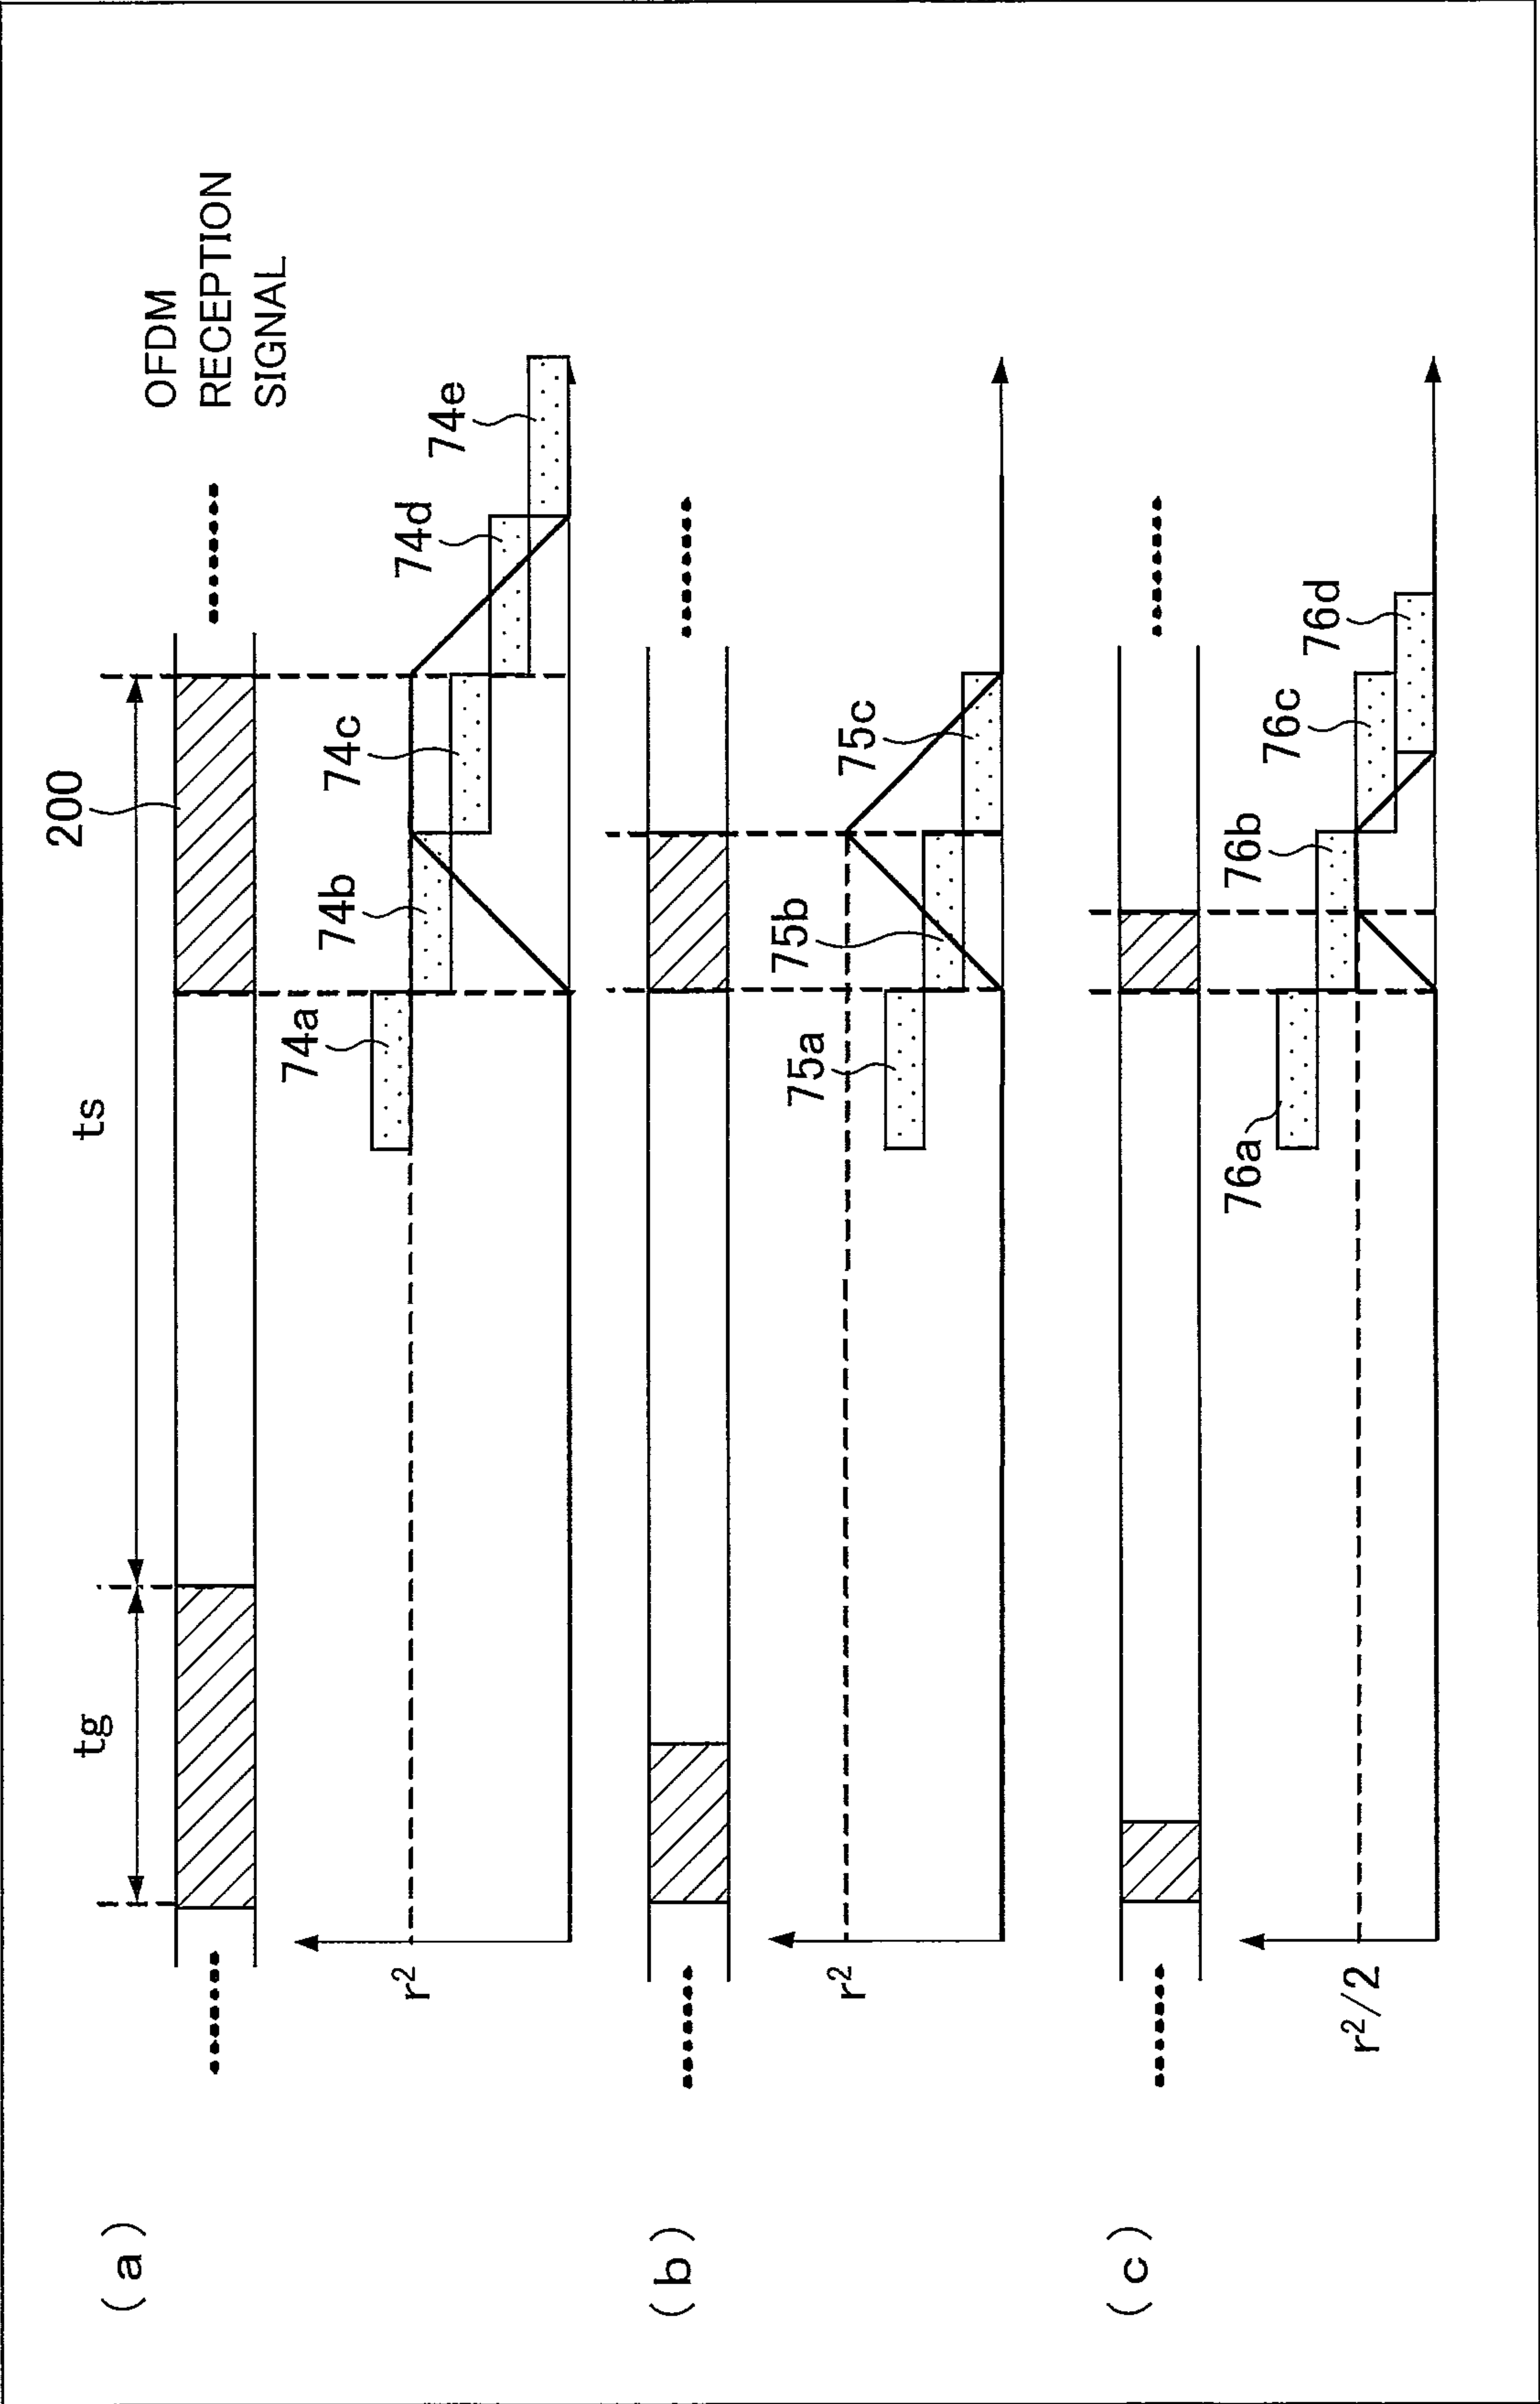 (a)
tg
ts
200
OFDM
RECEPTION
SIGNAL
r²
74a
74b
74c
74d
74e
(b)
r²
75a
75b
75c
(c)
r²/2
76a
76b
76c
76d